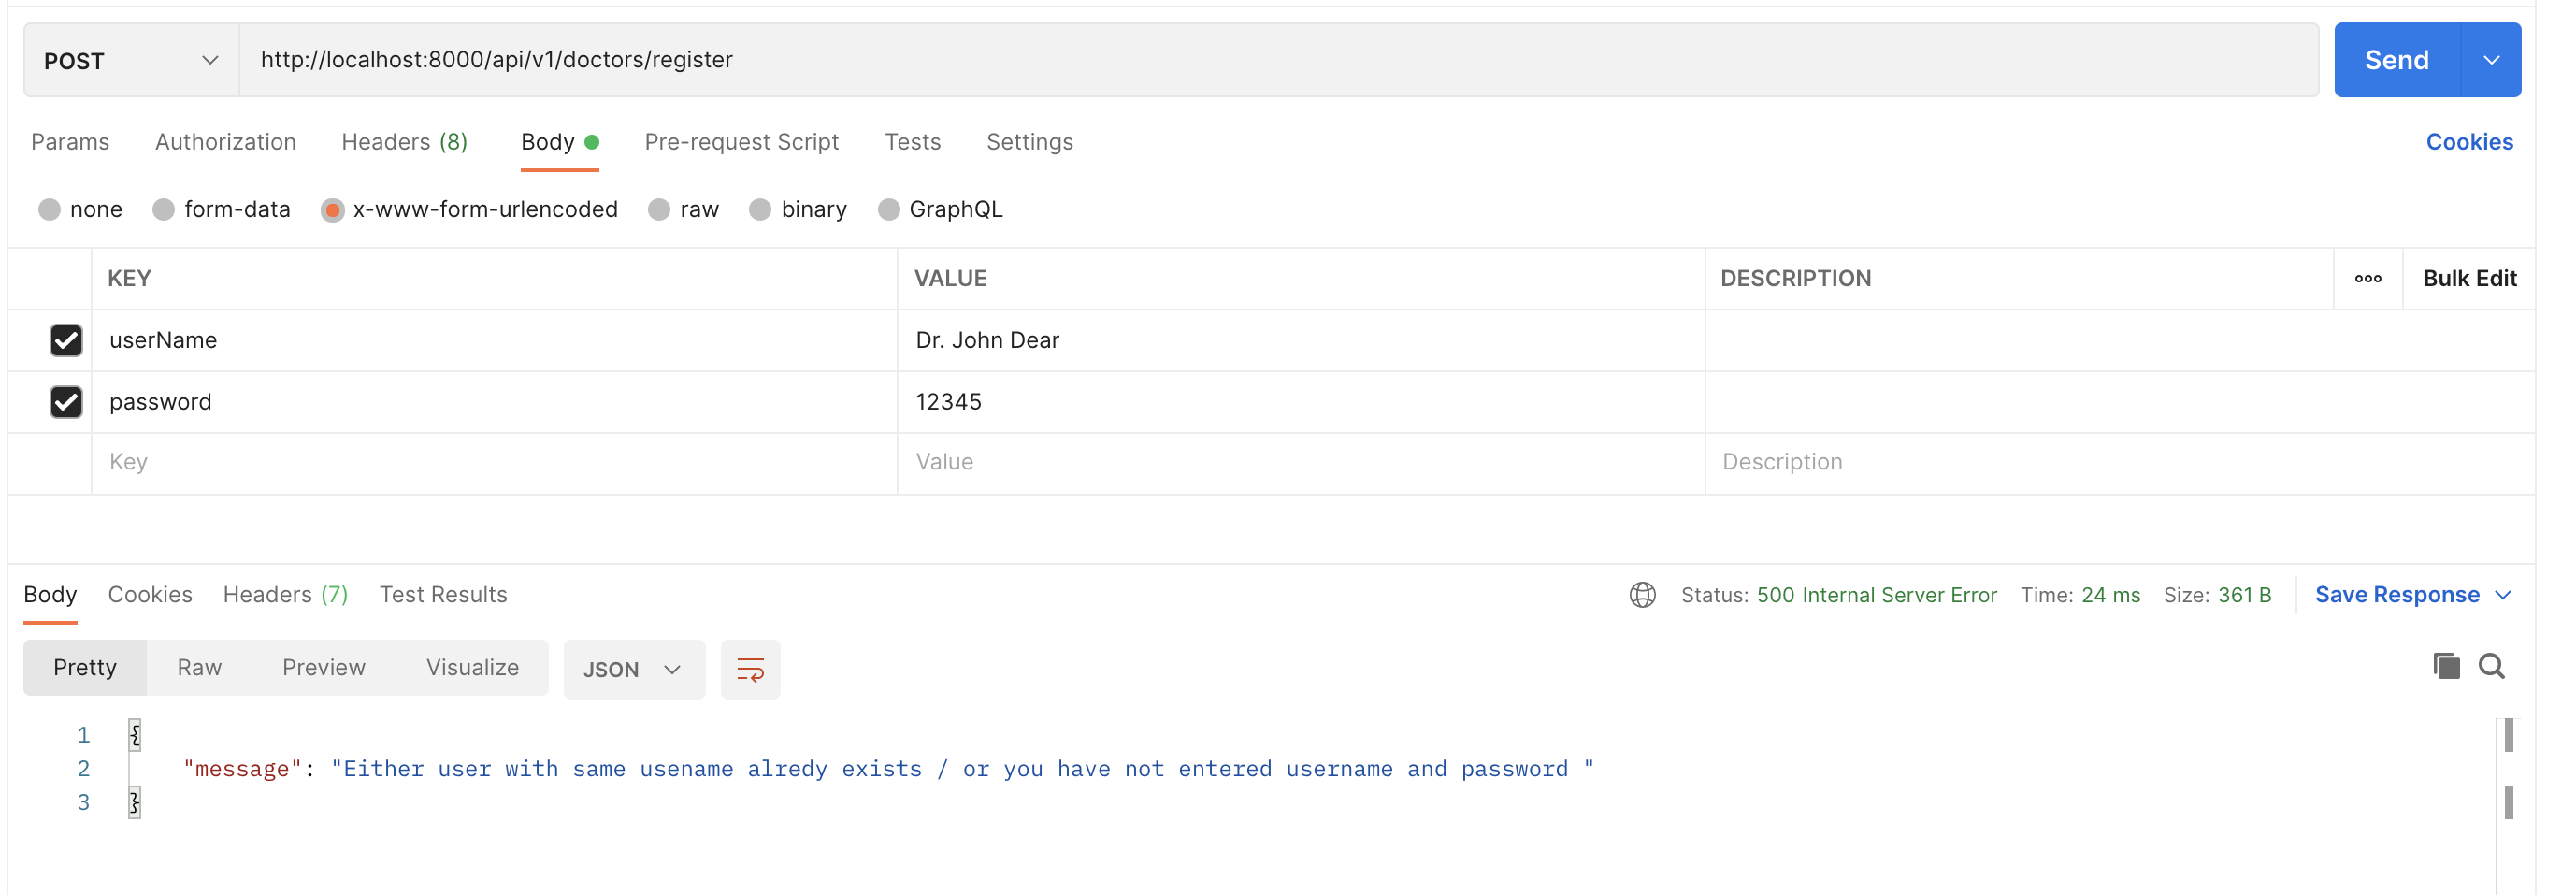 POST http://localhost:8000/api/v1/doctors/register Send
Params Authorization Headers (8) Body Pre-request Script Tests Settings Cookies
none form-data x-www-form-urlencoded raw binary GraphQL
KEY VALUE DESCRIPTION ooo Bulk Edit
userName Dr. John Dear
password 12345
Key Value Description
Body Cookies Headers (7) Test Results Status: 500 Internal Server Error Time: 24 ms Size: 361 B Save Response
Pretty Raw Preview Visualize JSON
1 {
2 "message": "Either user with same usename alredy exists / or you have not entered username and password "
3 }